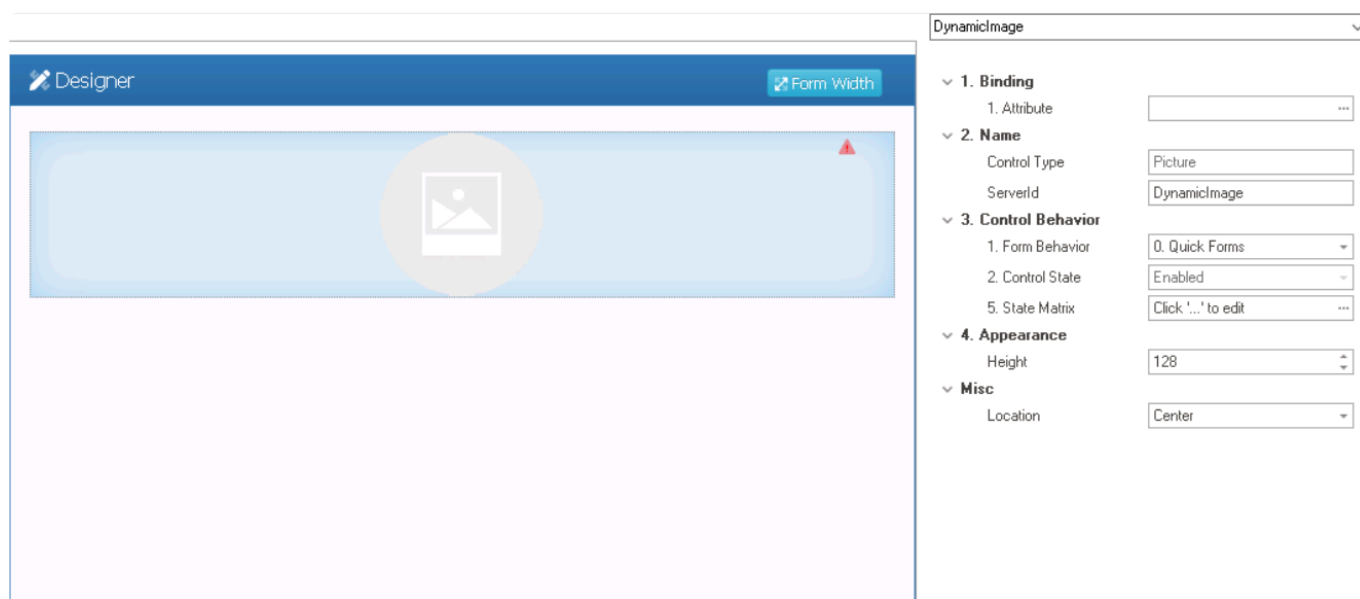 DynamicImage
Designer
Form Width
1. Binding
1. Attribute
2. Name
Control Type Picture
ServerId DynamicImage
3. Control Behavior
1. Form Behavior 0. Quick Forms
2. Control State Enabled
5. State Matrix Click '...' to edit
4. Appearance
Height 128
Misc
Location Center